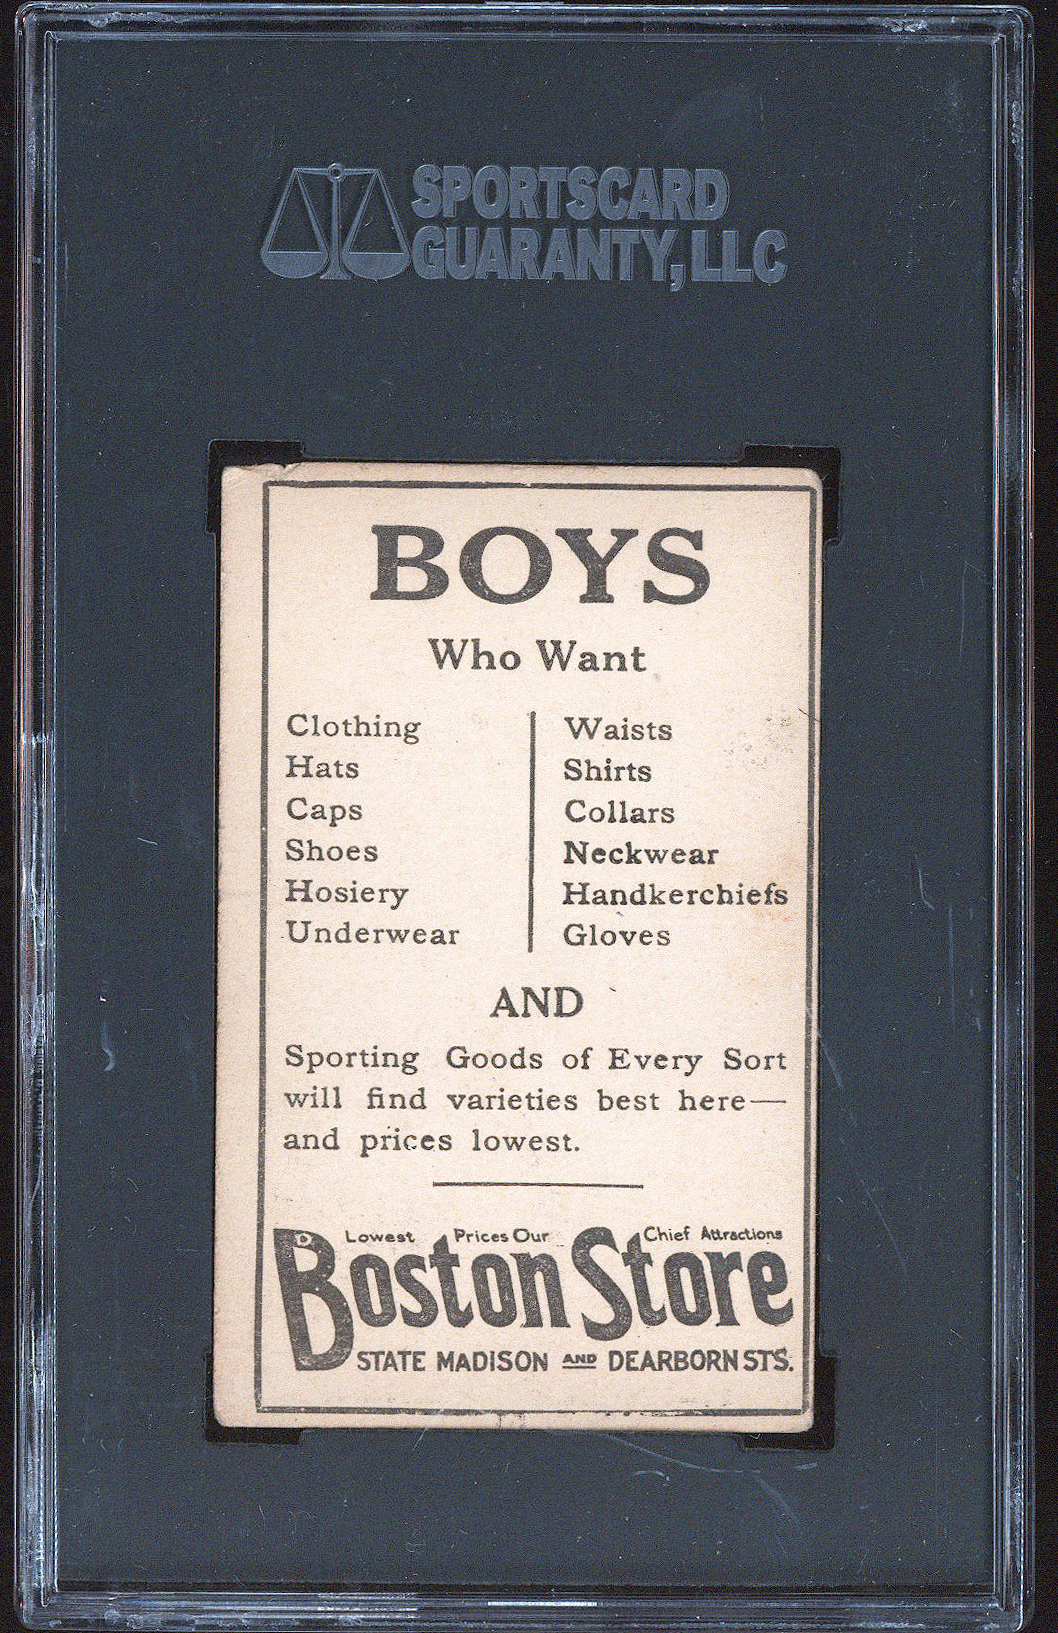 SPORTSCARD
GUARANTY, LLC
BOYS
Who Want
Clothing
Hats
Caps
Shoes
Hosiery
Underwear
Waists
Shirts
Collars
Neckwear
Handkerchiefs
Gloves
AND
Sporting Goods of Every Sort
will find varieties best here—
and prices lowest.
Lowest Prices Our Chief Attractions
Boston Store
STATE MADISON AND DEARBORN STS.